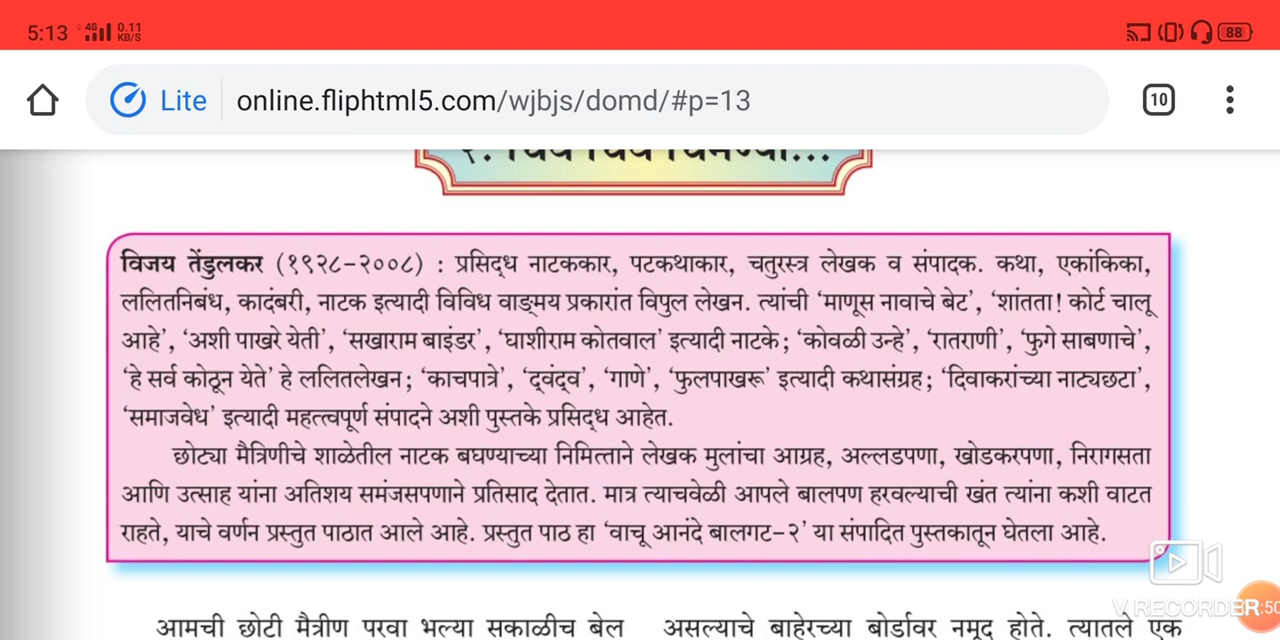 5:13 4G 0.11 KB/S 88
Lite online.fliphtml5.com/wjbjs/domd/#p=13 10
विजय तेंडुलकर (१९२८-२००८) : प्रसिद्ध नाटककार, पटकथाकार, चतुरस्त्र लेखक व संपादक. कथा, एकांकिका,
ललितनिबंध, कादंबरी, नाटक इत्यादी विविध वाङ्मय प्रकारांत विपुल लेखन. त्यांची ‘माणूस नावाचे बेट’, ‘शांतता! कोर्ट चालू
आहे’, ‘अशी पाखरे येती’, ‘सखाराम बाइंडर’, ‘घाशीराम कोतवाल’ इत्यादी नाटके; ‘कोवळी उन्हे’, ‘रातराणी’, ‘फुगे साबणाचे’,
‘हे सर्व कोठून येते’ हे ललितलेखन; ‘काचपात्रे’, ‘द्वंद्व’, ‘गाणे’, ‘फुलपाखरू’ इत्यादी कथासंग्रह; ‘दिवाकरांच्या नाट्यछटा’,
‘समाजवेध’ इत्यादी महत्त्वपूर्ण संपादने अशी पुस्तके प्रसिद्ध आहेत.
छोट्या मैत्रिणीचे शाळेतील नाटक बघण्याच्या निमित्ताने लेखक मुलांचा आग्रह, अल्लडपणा, खोडकरपणा, निरागसता
आणि उत्साह यांना अतिशय समंजसपणाने प्रतिसाद देतात. मात्र त्याचवेळी आपले बालपण हरवल्याची खंत त्यांना कशी वाटत
राहते, याचे वर्णन प्रस्तुत पाठात आले आहे. प्रस्तुत पाठ हा ‘वाचू आनंदे बालगट-२’ या संपादित पुस्तकातून घेतला आहे.
V RECORDER
आमची छोटी मैत्रीण परवा भल्या सकाळीच बेल
असल्याचे बाहेरच्या बोर्डावर नमूद होते. त्यातले एक